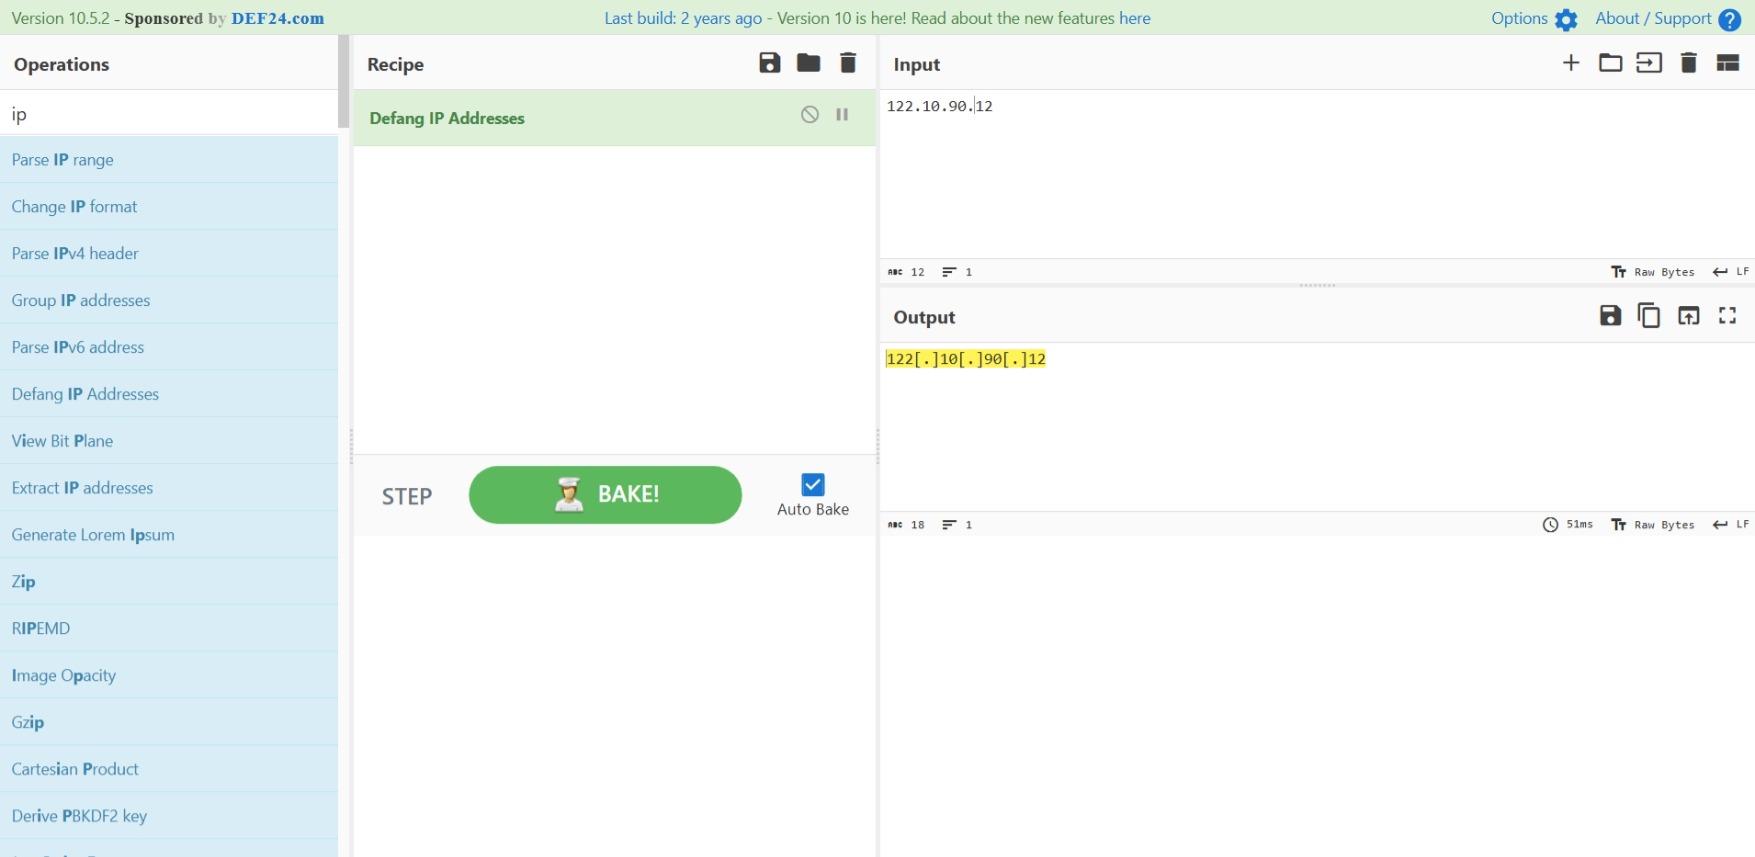 Version 10.5.2 - Sponsored by DEF24.com
Last build: 2 years ago - Version 10 is here! Read about the new features here
Options
About / Support ?
Operations
ip
Parse IP range
Change IP format
Parse IPv4 header
Group IP addresses
Parse IPv6 address
Defang IP Addresses
View Bit Plane
Extract IP addresses
Generate Lorem Ipsum
Zip
RIPEMD
Image Opacity
Gzip
Cartesian Product
Derive PBKDF2 key
Recipe
Defang IP Addresses
STEP
BAKE!
Auto Bake
Input
122.10.90.12
ABC 12 1
Tт Raw Bytes LF
Output
122[.]10[.]90[.]12
ABC 18 1
51ms Tт Raw Bytes LF